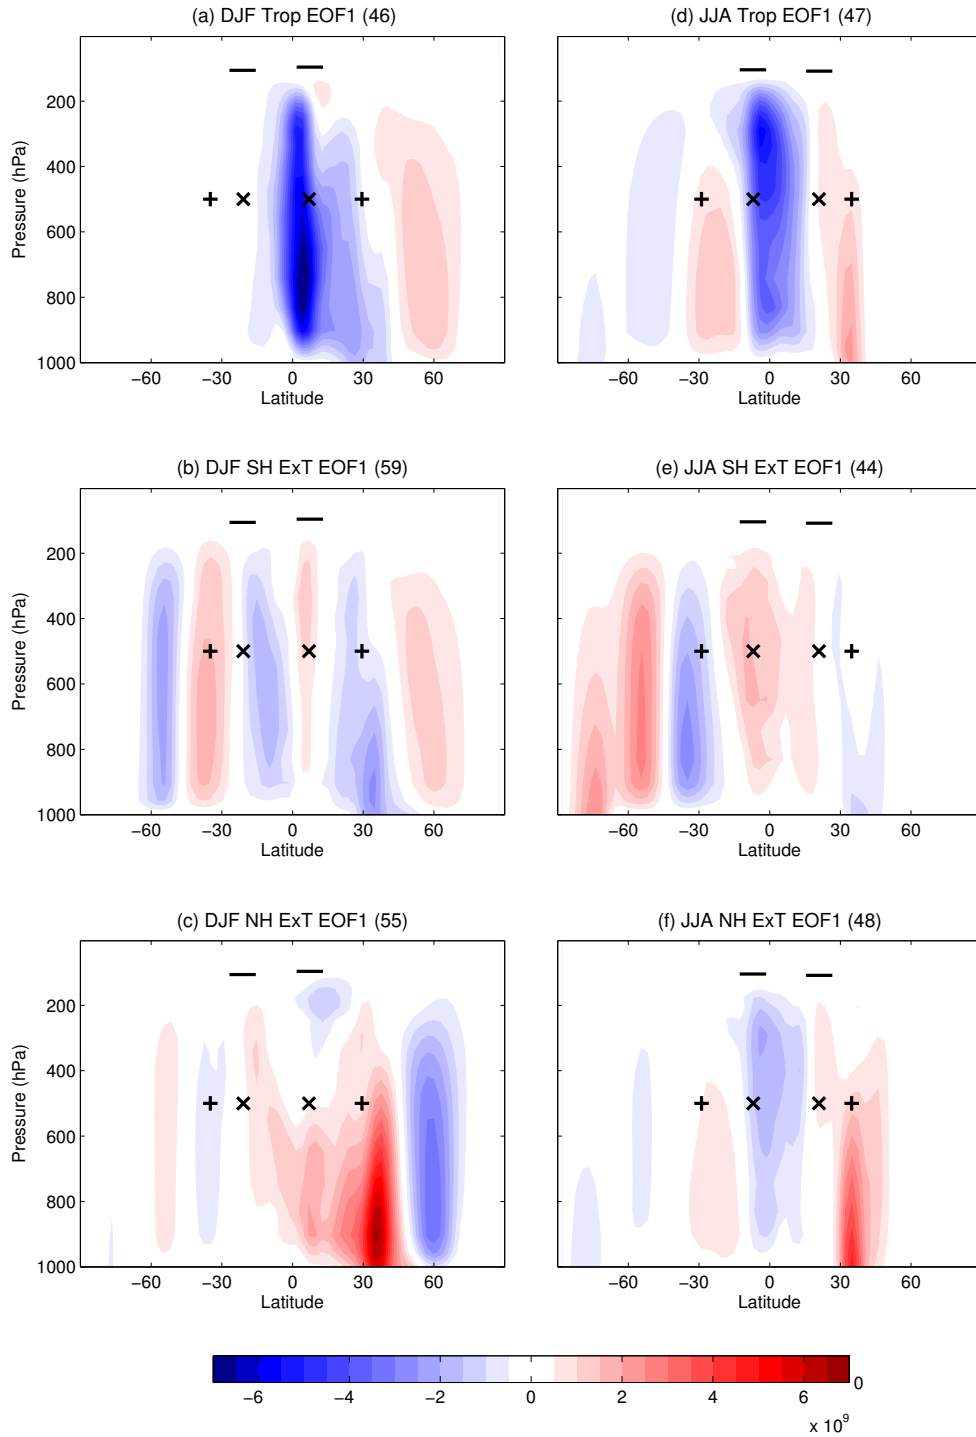 (a) DJF Trop EOF1 (46)
Pressure (hPa)
200
400
600
800
1000
−60 −30 0 30 60
Latitude
(d) JJA Trop EOF1 (47)
−60 −30 0 30 60
Latitude
(b) DJF SH ExT EOF1 (59)
Pressure (hPa)
200
400
600
800
1000
−60 −30 0 30 60
Latitude
(e) JJA SH ExT EOF1 (44)
−60 −30 0 30 60
Latitude
(c) DJF NH ExT EOF1 (55)
Pressure (hPa)
200
400
600
800
1000
−60 −30 0 30 60
Latitude
(f) JJA NH ExT EOF1 (48)
−60 −30 0 30 60
Latitude
0
−6 −4 −2 0 2 4 6
x 10⁹